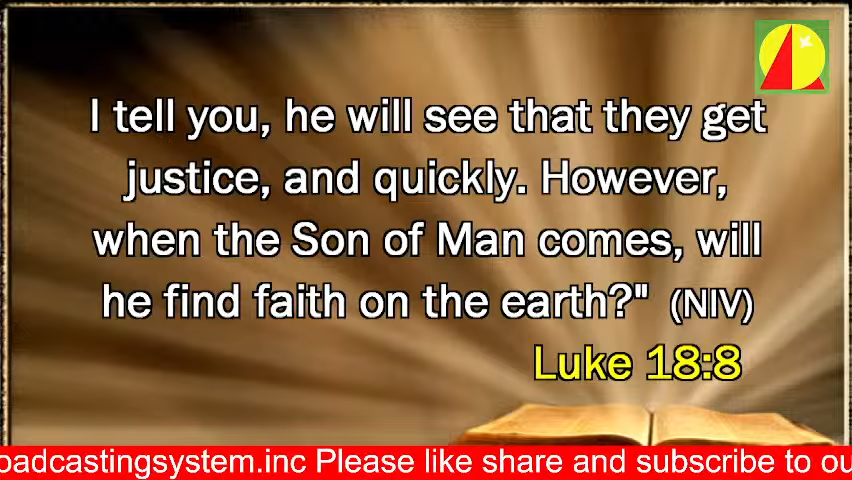 I tell you, he will see that they get
justice, and quickly. However,
when the Son of Man comes, will
he find faith on the earth?" (NIV)
Luke 18:8
oadcastingsystem.inc Please like share and subscribe to ou